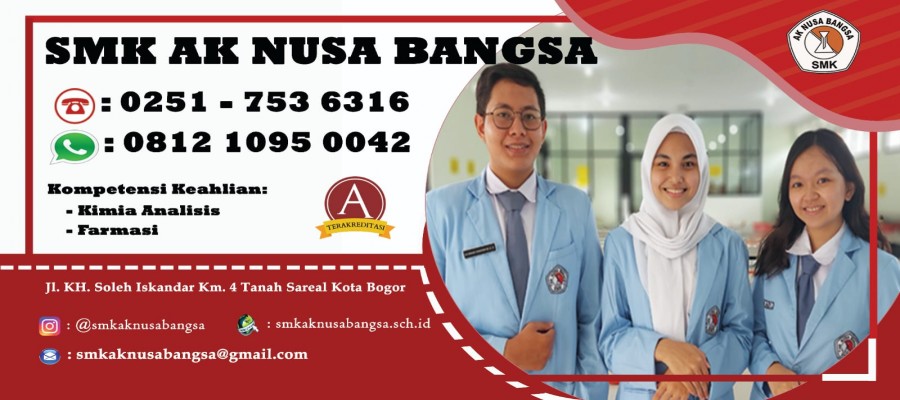 SMK AK NUSA BANGSA
: 0251 - 753 6316
: 0812 1095 0042
Kompetensi Keahlian:
- Kimia Analisis
- Farmasi
A
TERAKREDITASI
Jl. KH. Soleh Iskandar Km. 4 Tanah Sareal Kota Bogor
: @smkaknusabangsa
: smkaknusabangsa.sch.id
: smkaknusabangsa@gmail.com
AK NUSA BANGSA
SMK